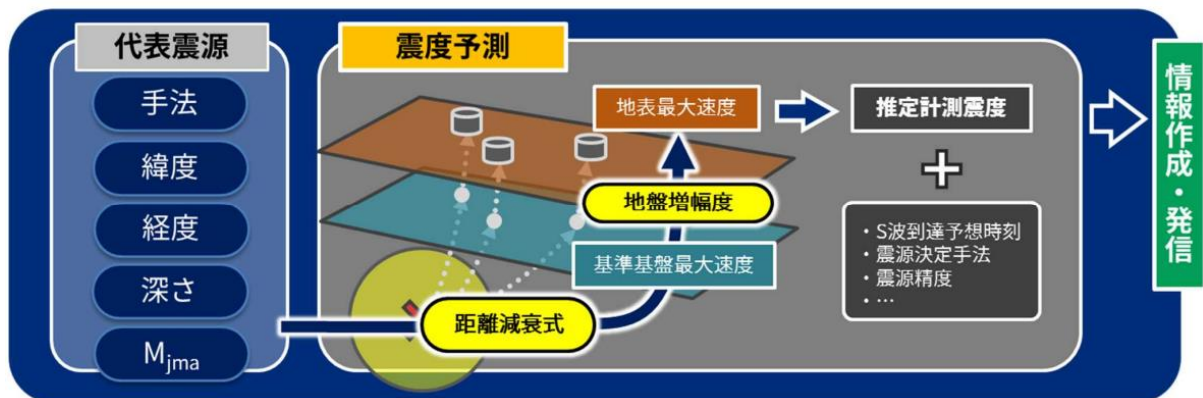 代表震源
手法
緯度
経度
深さ
Mjma
震度予測
地表最大速度
地盤増幅度
基準基盤最大速度
距離減衰式
推定計測震度
+
・S波到達予想時刻
・震源決定手法
・震源精度
・…
情報作成・発信